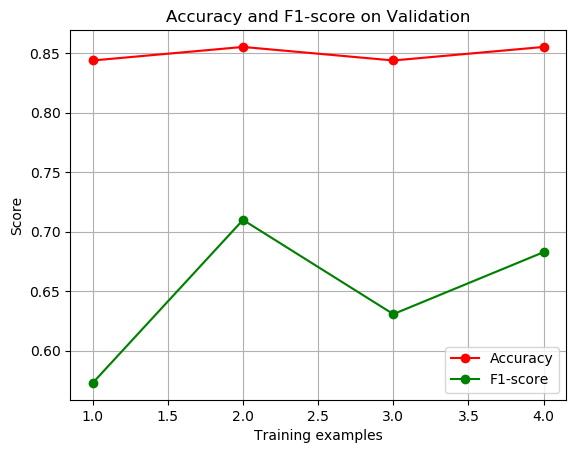 Accuracy and F1-score on Validation
0.85
0.80
0.75
0.70
0.65
0.60
Score
1.0 1.5 2.0 2.5 3.0 3.5 4.0
Training examples
Accuracy
F1-score